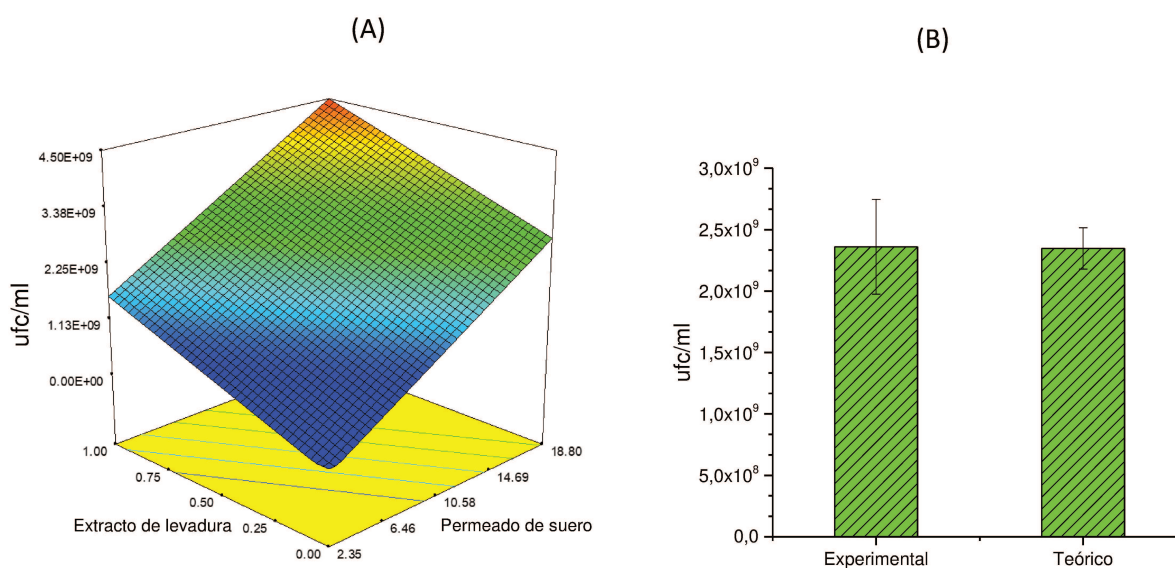 (A)
4.50E+09
3.38E+09
2.25E+09
1.13E+09
0.00E+00
ufc/ml
1.00
0.75
0.50
0.25
0.00
Extracto de levadura
2.35
6.46
10.58
14.69
18.80
Permeado de suero
(B)
3,0x10⁹
2,5x10⁹
2,0x10⁹
1,5x10⁹
1,0x10⁹
5,0x10⁸
0,0
ufc/ml
Experimental
Teórico